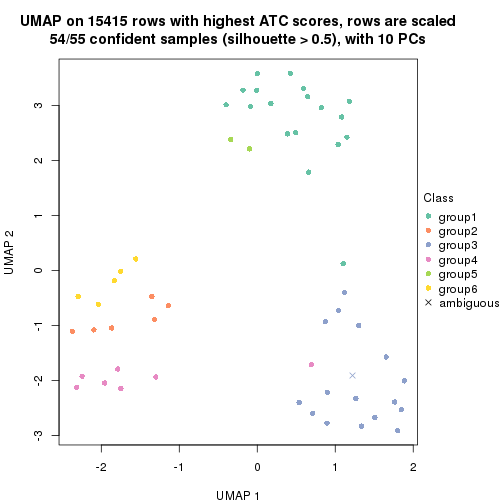 UMAP on 15415 rows with highest ATC scores, rows are scaled
54/55 confident samples (silhouette > 0.5), with 10 PCs
3
2
1
0
-1
-2
-3
UMAP 2
-2 -1 0 1 2
UMAP 1
Class
group1
group2
group3
group4
group5
group6
ambiguous